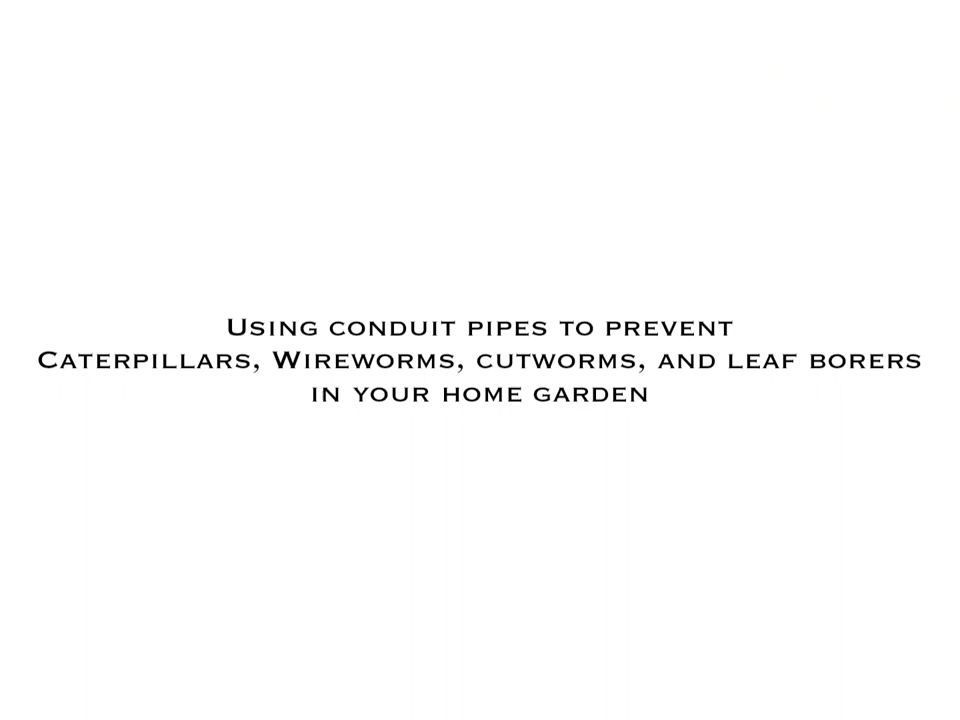 Using conduit pipes to prevent
Caterpillars, Wireworms, cutworms, and leaf borers
in your home garden